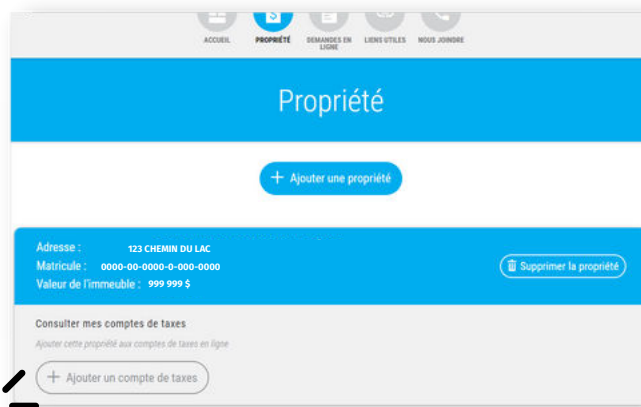 ACCUEIL PROPRIÉTÉ DEMANDES EN LIGNE LIENS UTILES NOUS JOINDRE
Propriété
+ Ajouter une propriété
Adresse : 123 CHEMIN DU LAC
Matricule : 0000-00-0000-0-000-0000
Valeur de l'immeuble : 999 999 $
Supprimer la propriété
Consulter mes comptes de taxes
Ajouter cette propriété aux comptes de taxes en ligne
+ Ajouter un compte de taxes